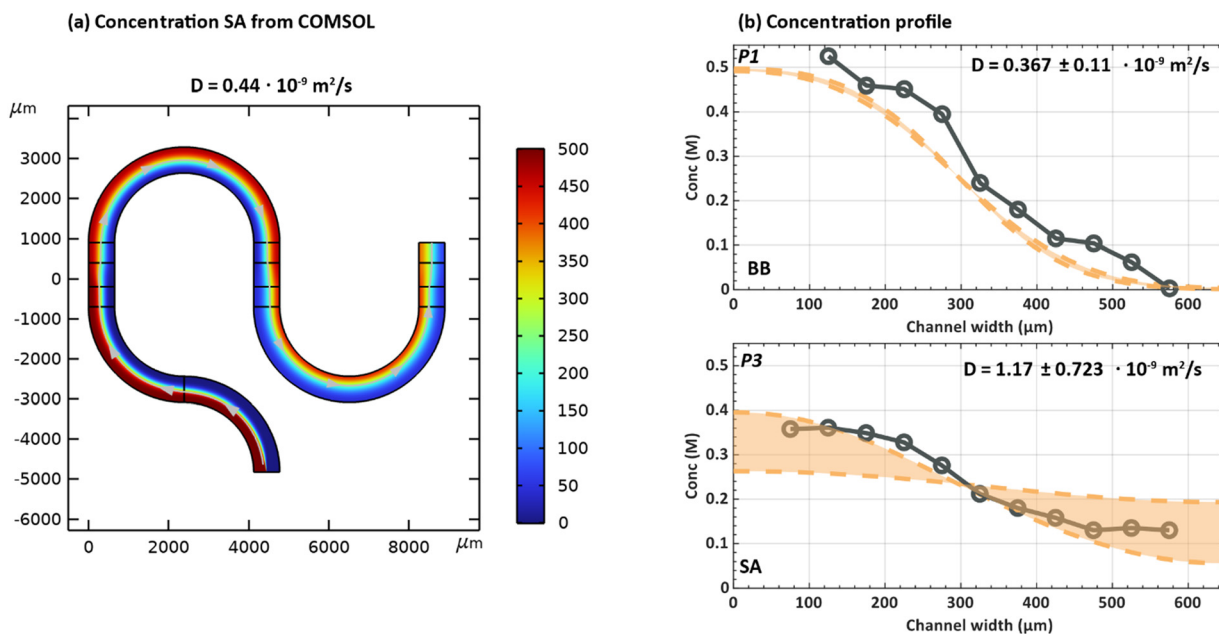 (a) Concentration SA from COMSOL
D = 0.44 · 10⁻⁹ m²/s
μm
3000
2000
1000
0
-1000
-2000
-3000
-4000
-5000
-6000
0 2000 4000 6000 8000 μm
500
450
400
350
300
250
200
150
100
50
0
(b) Concentration profile
P1
D = 0.367 ± 0.11 · 10⁻⁹ m²/s
0.5
0.4
0.3
0.2
0.1
0
Conc (M)
BB
0 100 200 300 400 500 600
Channel width (μm)
P3
D = 1.17 ± 0.723 · 10⁻⁹ m²/s
0.5
0.4
0.3
0.2
0.1
0
Conc (M)
SA
0 100 200 300 400 500 600
Channel width (μm)